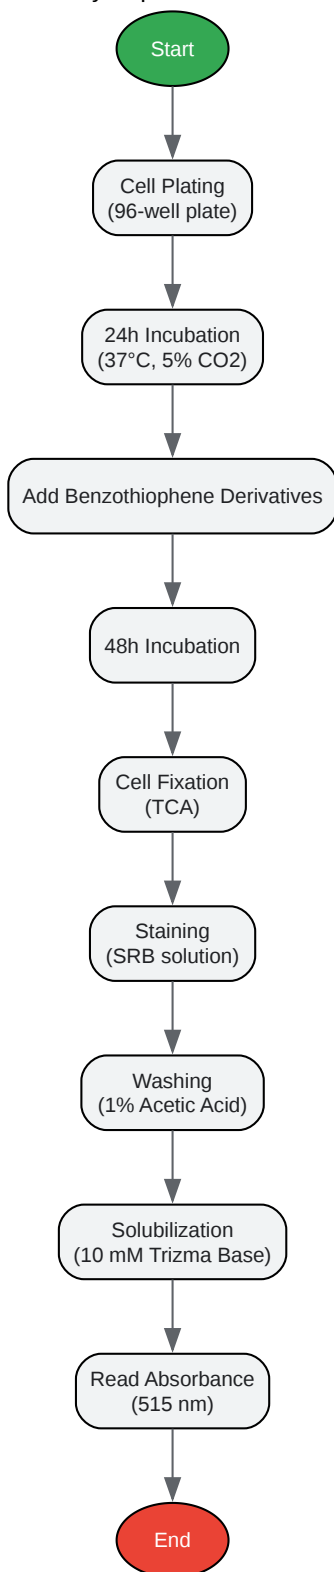 Start
Cell Plating
(96-well plate)
24h Incubation
(37°C, 5% CO2)
Add Benzothiophene Derivatives
48h Incubation
Cell Fixation
(TCA)
Staining
(SRB solution)
Washing
(1% Acetic Acid)
Solubilization
(10 mM Trizma Base)
Read Absorbance
(515 nm)
End